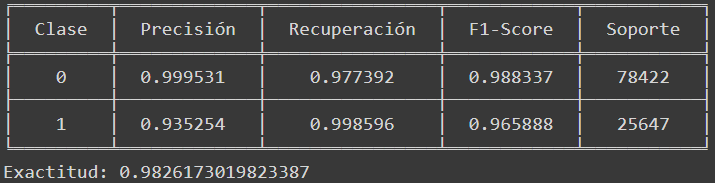 Clase Precisión Recuperación F1-Score Soporte
0 0.999531 0.977392 0.988337 78422
1 0.935254 0.998596 0.965888 25647
Exactitud: 0.9826173019823387